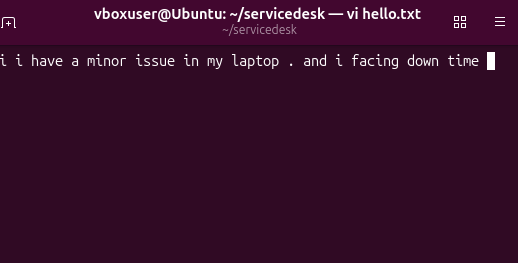 vboxuser@Ubuntu: ~/servicedesk — vi hello.txt
~/servicedesk
i i have a minor issue in my laptop . and i facing down time